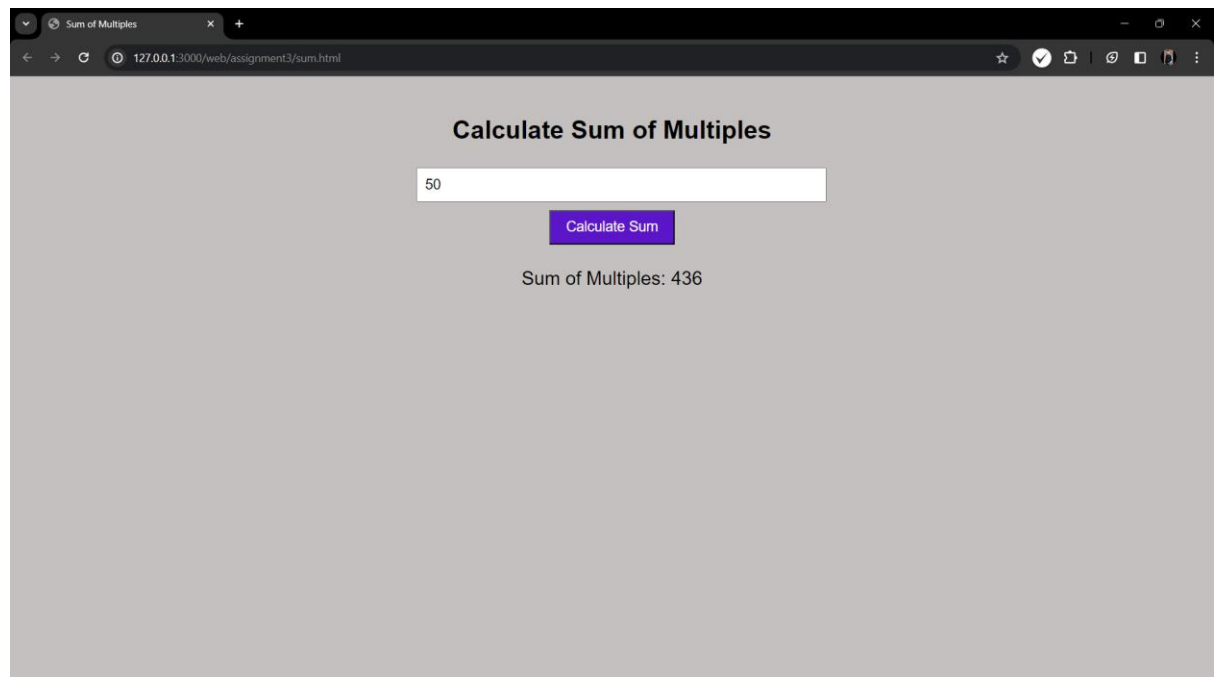 Sum of Multiples
127.0.0.1:3000/web/assignment3/sum.html
Calculate Sum of Multiples
50
Calculate Sum
Sum of Multiples: 436